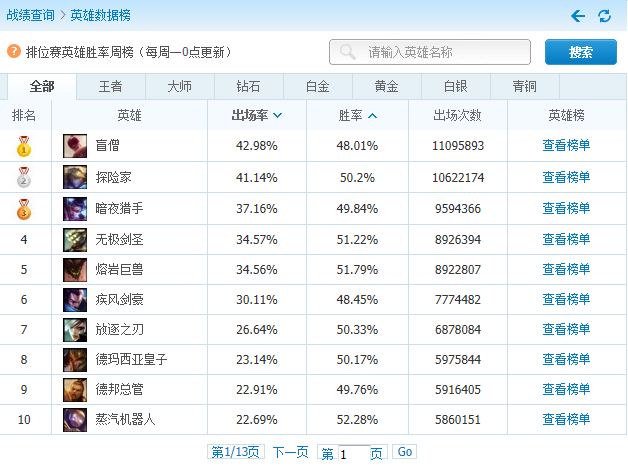 战绩查询 > 英雄数据榜
? 排位赛英雄胜率周榜（每周一0点更新） 请输入英雄名称 搜索
全部 王者 大师 钻石 白金 黄金 白银 青铜
排名 英雄 出场率 胜率 出场次数 英雄榜
1 盲僧 42.98% 48.01% 11095893 查看榜单
2 探险家 41.14% 50.2% 10622174 查看榜单
3 暗夜猎手 37.16% 49.84% 9594366 查看榜单
4 无极剑圣 34.57% 51.22% 8926394 查看榜单
5 熔岩巨兽 34.56% 51.79% 8922807 查看榜单
6 疾风剑豪 30.11% 48.45% 7774482 查看榜单
7 放逐之刃 26.64% 50.33% 6878084 查看榜单
8 德玛西亚皇子 23.14% 50.17% 5975844 查看榜单
9 德邦总管 22.91% 49.76% 5916405 查看榜单
10 蒸汽机器人 22.69% 52.28% 5860151 查看榜单
第1/13页 下一页 第 1 页 Go